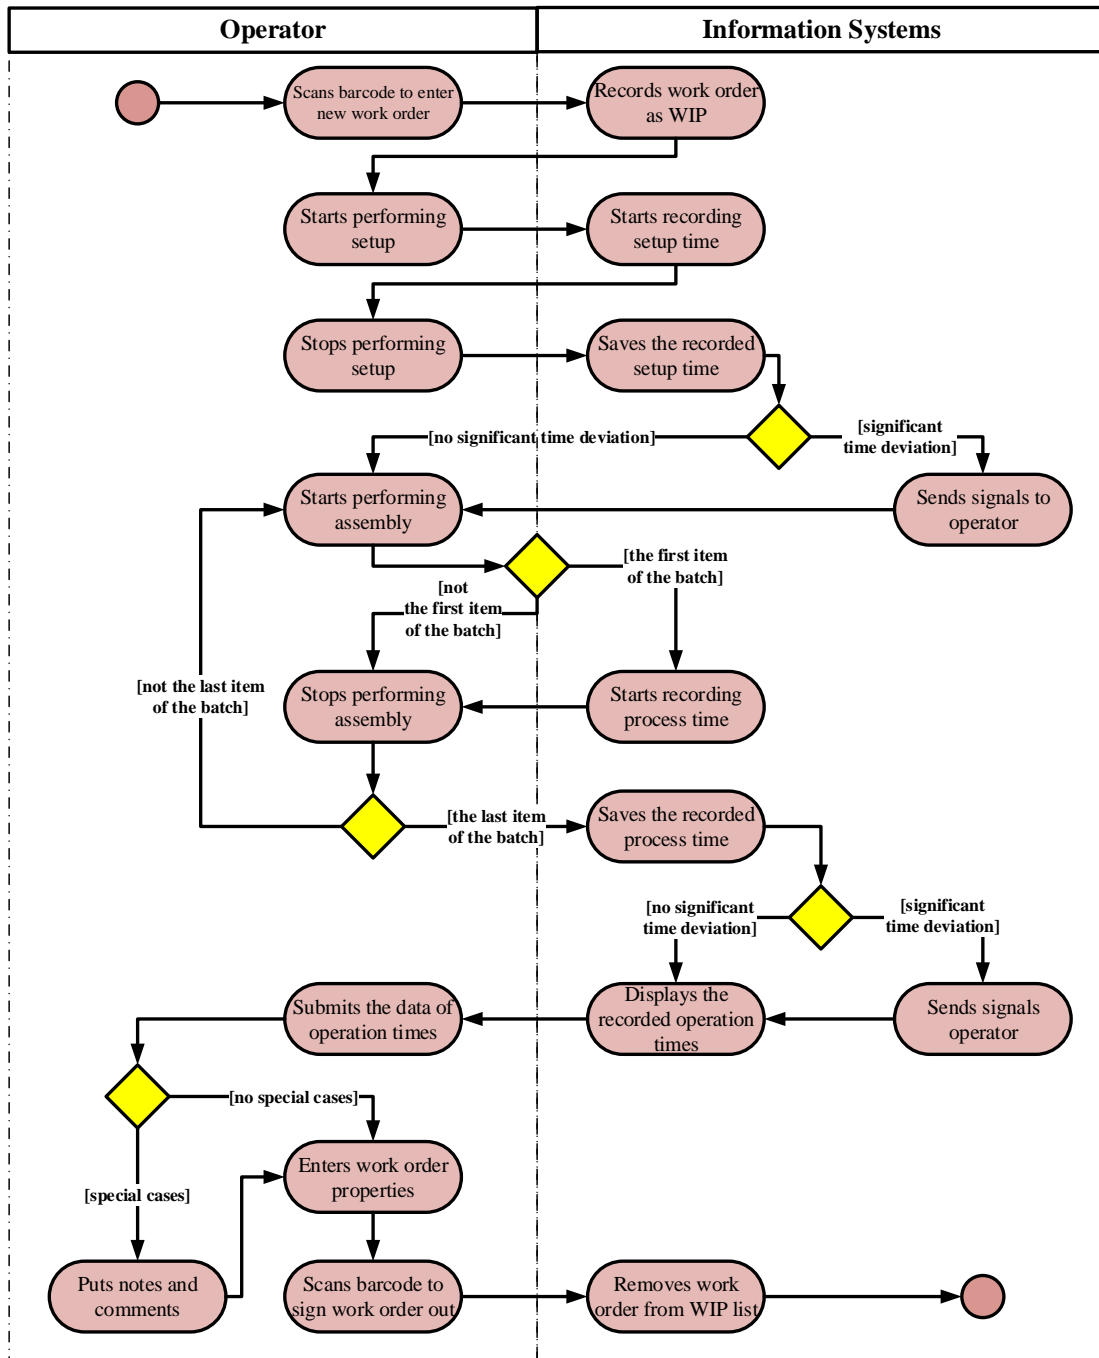 Operator
Information Systems
Scans barcode to enter
new work order
Records work order
as WIP
Starts performing
setup
Starts recording
setup time
Stops performing
setup
Saves the recorded
setup time
[no significant time deviation]
[significant
time deviation]
Starts performing
assembly
Sends signals to
operator
[the first item
of the batch]
[not
the first item
of the batch]
[not the last item
of the batch]
Stops performing
assembly
Starts recording
process time
[the last item
of the batch]
Saves the recorded
process time
[no significant
time deviation]
[significant
time deviation]
Submits the data of
operation times
Displays the
recorded operation
times
Sends signals
operator
[no special cases]
Enters work order
properties
[special cases]
Puts notes and
comments
Scans barcode to
sign work order out
Removes work
order from WIP list